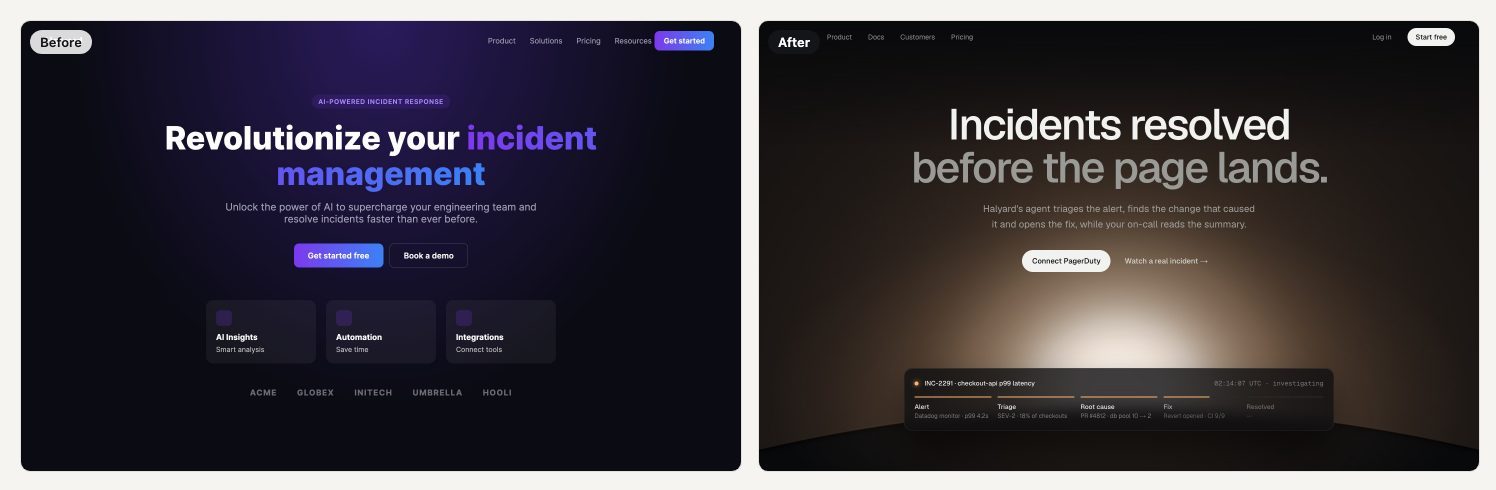 Before
Product Solutions Pricing Resources Get started
AI-POWERED INCIDENT RESPONSE
Revolutionize your incident
management
Unlock the power of AI to supercharge your engineering team and
resolve incidents faster than ever before.
Get started free Book a demo
AI Insights
Smart analysis
Automation
Save time
Integrations
Connect tools
ACME GLOBEX INITECH UMBRELLA HOOLI
After
Product Docs Customers Pricing Log in Start free
Incidents resolved
before the page lands.
Halyard's agent triages the alert, finds the change that caused
it and opens the fix, while your on-call reads the summary.
Connect PagerDuty Watch a real incident →
INC-2291 · checkout-api p99 latency 02:14:07 UTC · investigating
Alert
Datadog monitor · p99 4.2s
Triage
SEV-2 · 18% of checkouts
Root cause
PR #4812 · db pool 10 → 2
Fix
Revert opened · CI 9/9
Resolved
—